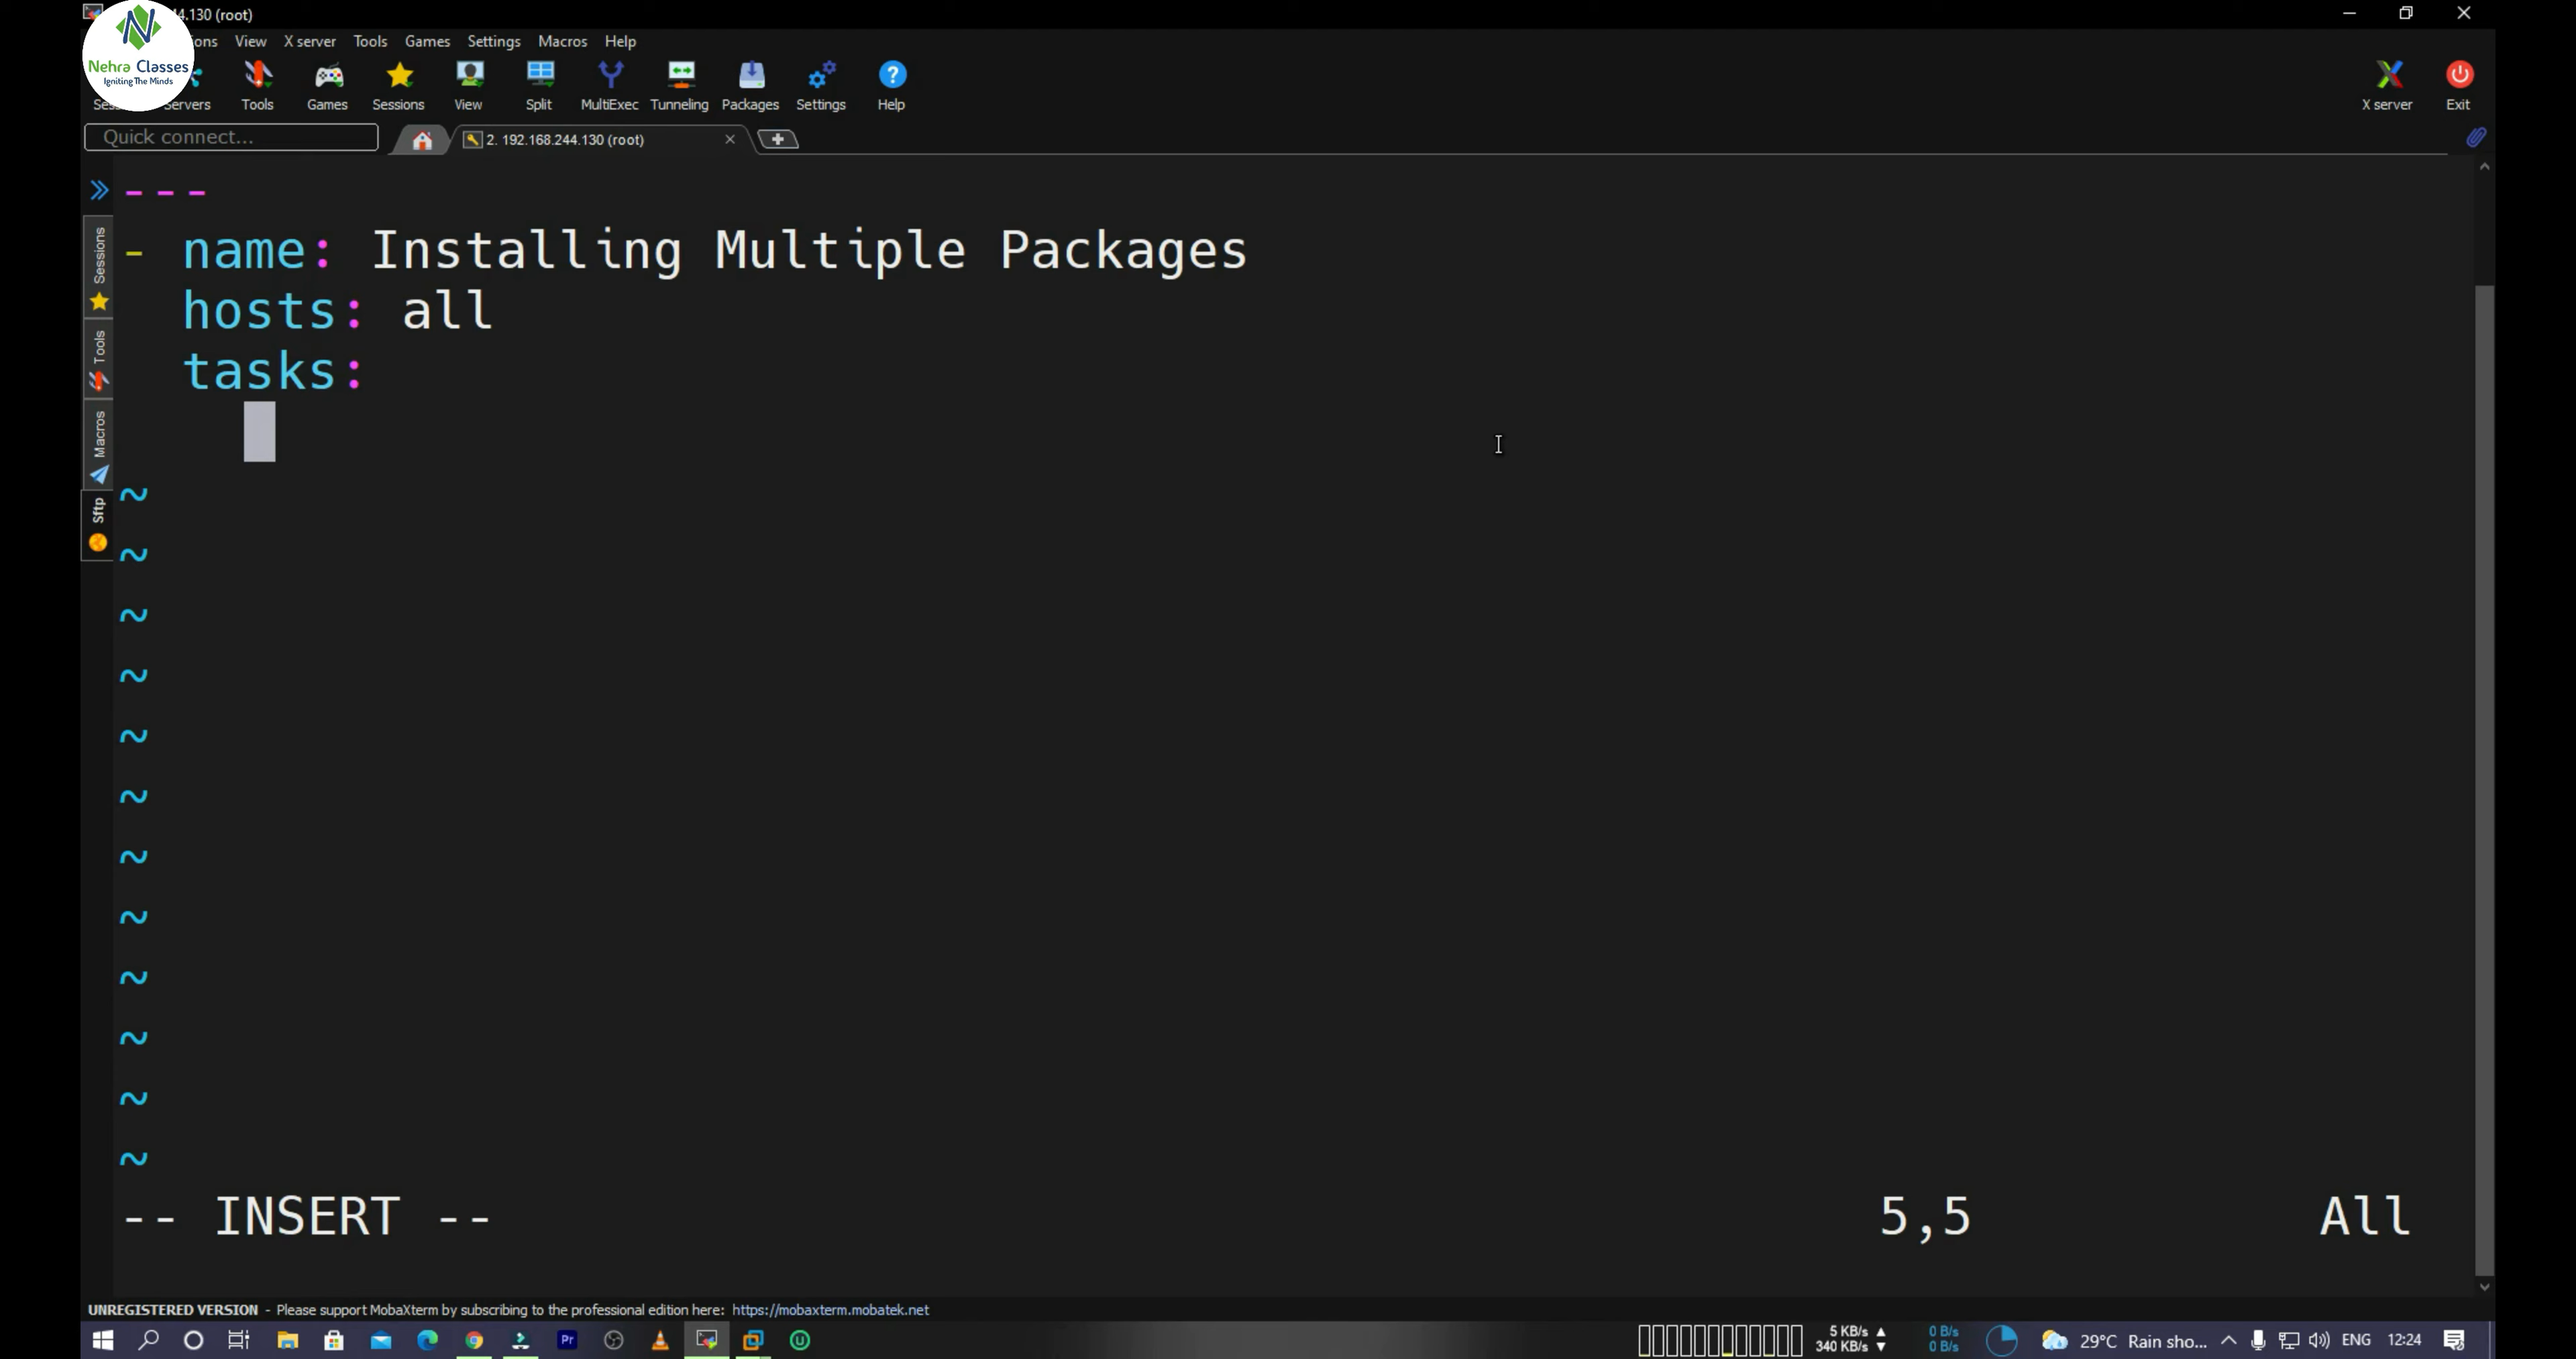 44.130 (root)
ions View X server Tools Games Settings Macros Help
Nehra Classes
Igniting The Minds
Servers Tools Games Sessions View Split MultiExec Tunneling Packages Settings Help X server Exit
Quick connect... 2. 192.168.244.130 (root)
---
- name: Installing Multiple Packages
hosts: all
tasks:
Sessions
Tools
Macros
Sftp
~
~
~
~
~
~
~
~
~
~
~
~
-- INSERT -- 5,5 All
UNREGISTERED VERSION - Please support MobaXterm by subscribing to the professional edition here: https://mobaxterm.mobatek.net
Pr
5 KB/s
340 KB/s
0 B/s
0 B/s
29°C Rain sho... ENG 12:24